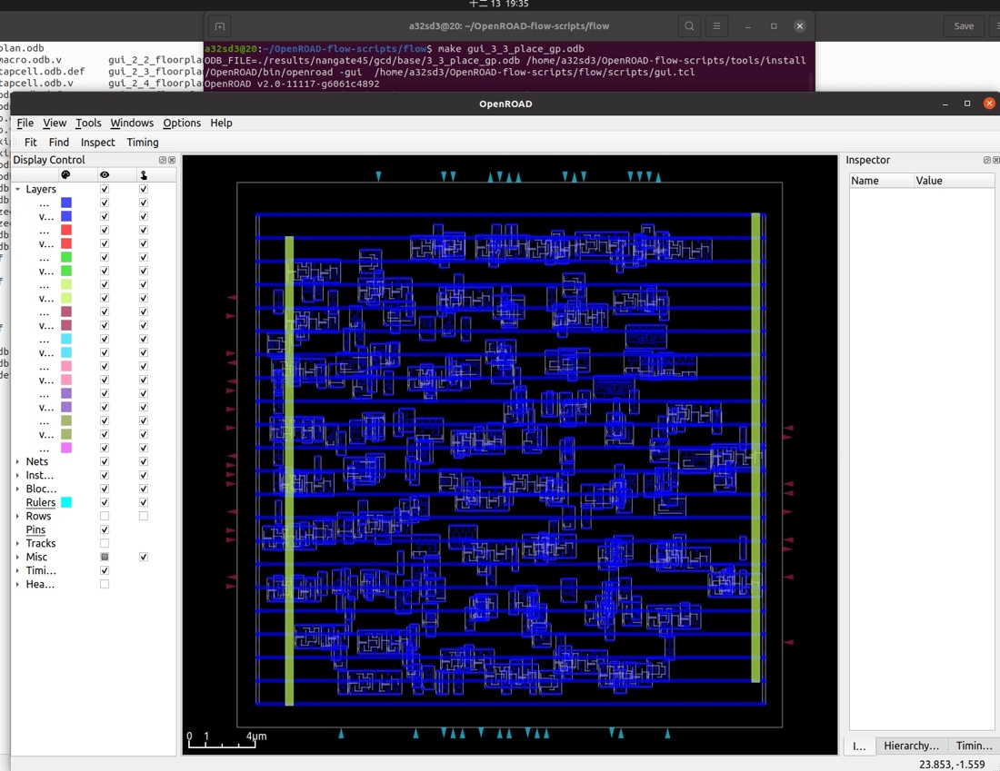 十二 13 19:35
a32sd3@20: ~/OpenROAD-flow-scripts/flow
Save
plan.odb
macro.odb.v gui_2_2_floorplan
tapcell.odb.def gui_2_3_floorplan
tapcell.odb.v gui_2_4_floorplan
a32sd3@20:~/OpenROAD-flow-scripts/flow$ make gui_3_3_place_gp.odb
ODB_FILE=./results/nangate45/gcd/base/3_3_place_gp.odb /home/a32sd3/OpenROAD-flow-scripts/tools/install
/OpenROAD/bin/openroad -gui /home/a32sd3/OpenROAD-flow-scripts/flow/scripts/gui.tcl
OpenROAD v2.0-11117-g6061c4892
OpenROAD
File View Tools Windows Options Help
Fit Find Inspect Timing
Display Control
Layers
...
v...
...
v...
...
v...
...
v...
...
v...
...
v...
...
v...
...
v...
...
v...
...
Nets
Inst...
Bloc...
Rulers
Rows
Pins
Tracks
Misc
Timi...
Hea...
0 1 4μm
Inspector
Name Value
I... Hierarchy... Timin...
23.853, -1.559